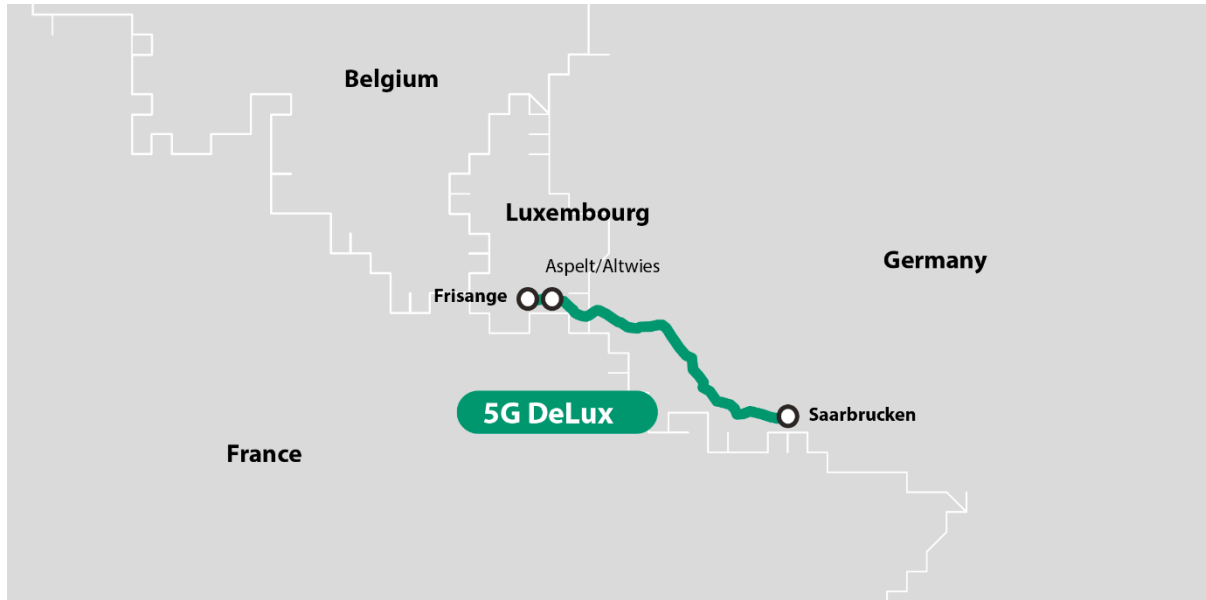 Belgium
Luxembourg
Germany
Aspelt/Altwies
Frisange
5G DeLux
Saarbrucken
France